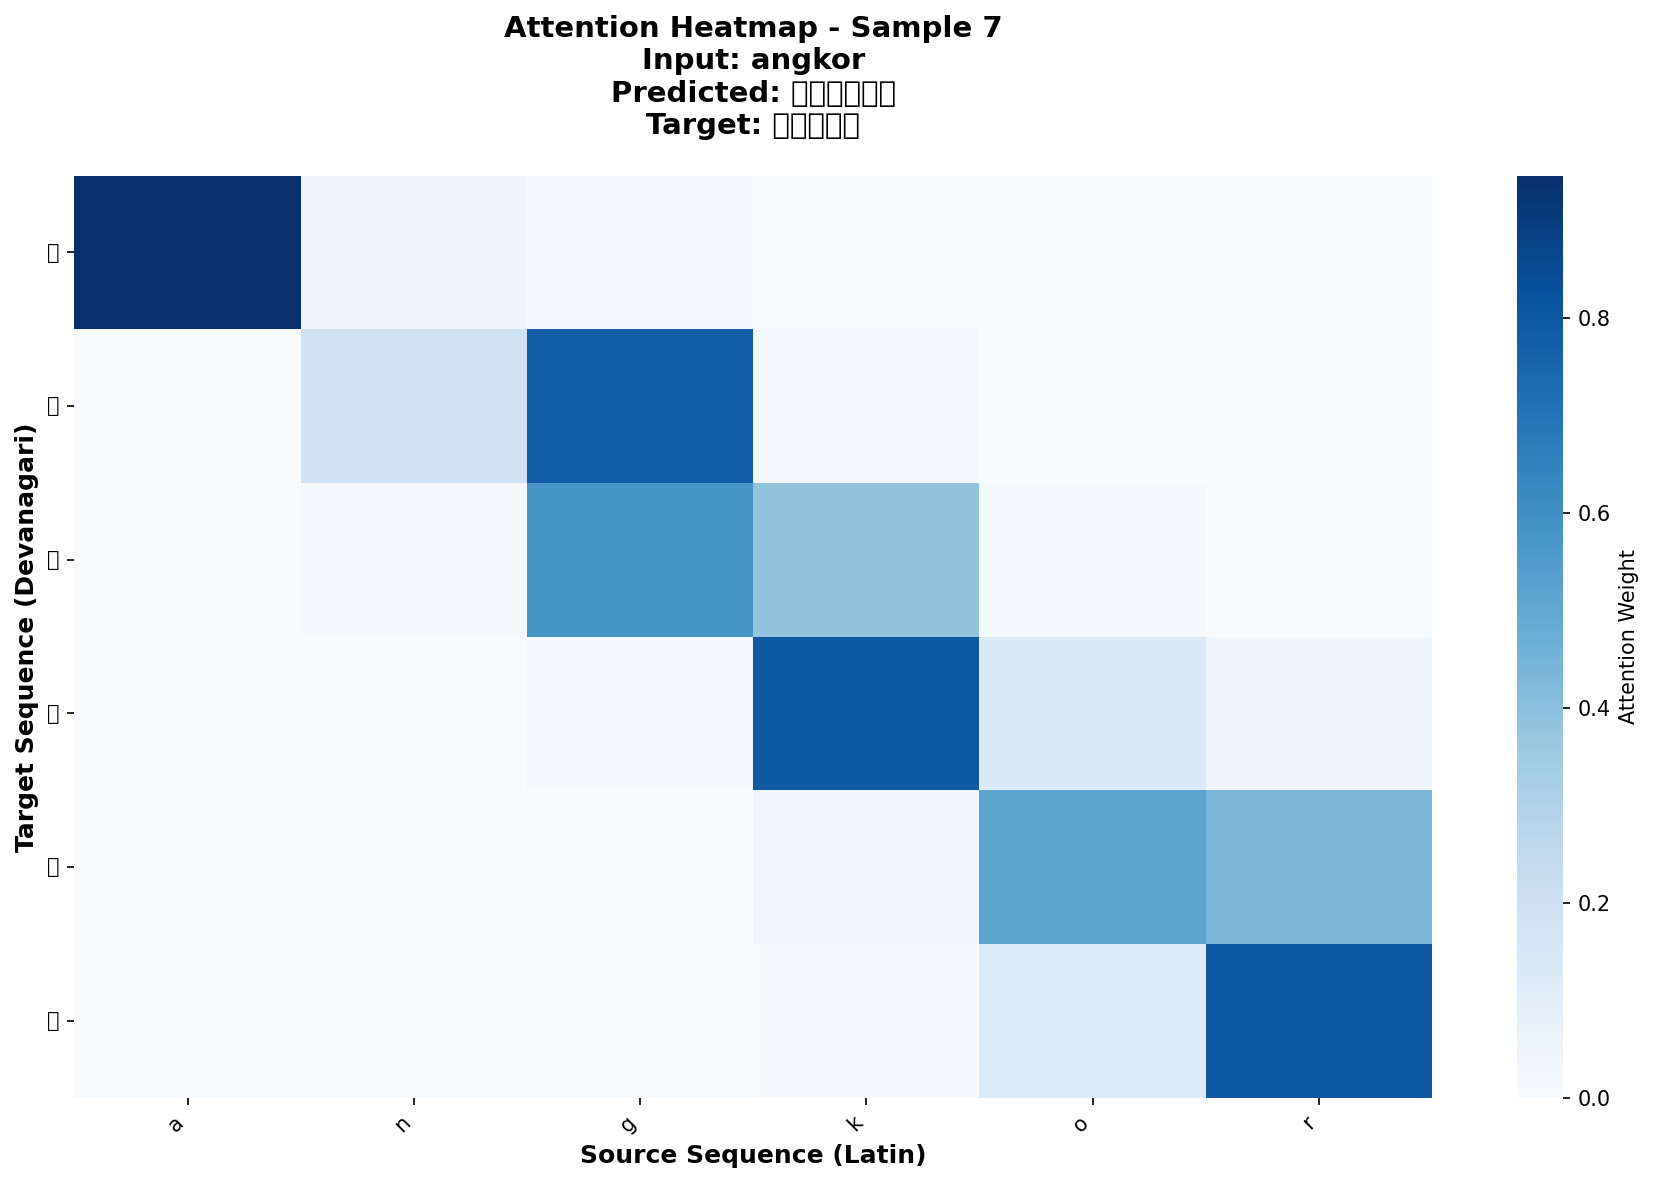 Attention Heatmap - Sample 7
Input: angkor
Predicted:
Target:
Target Sequence (Devanagari)
a
n
g
k
o
r
Source Sequence (Latin)
0.8
0.6
0.4
0.2
0.0
Attention Weight